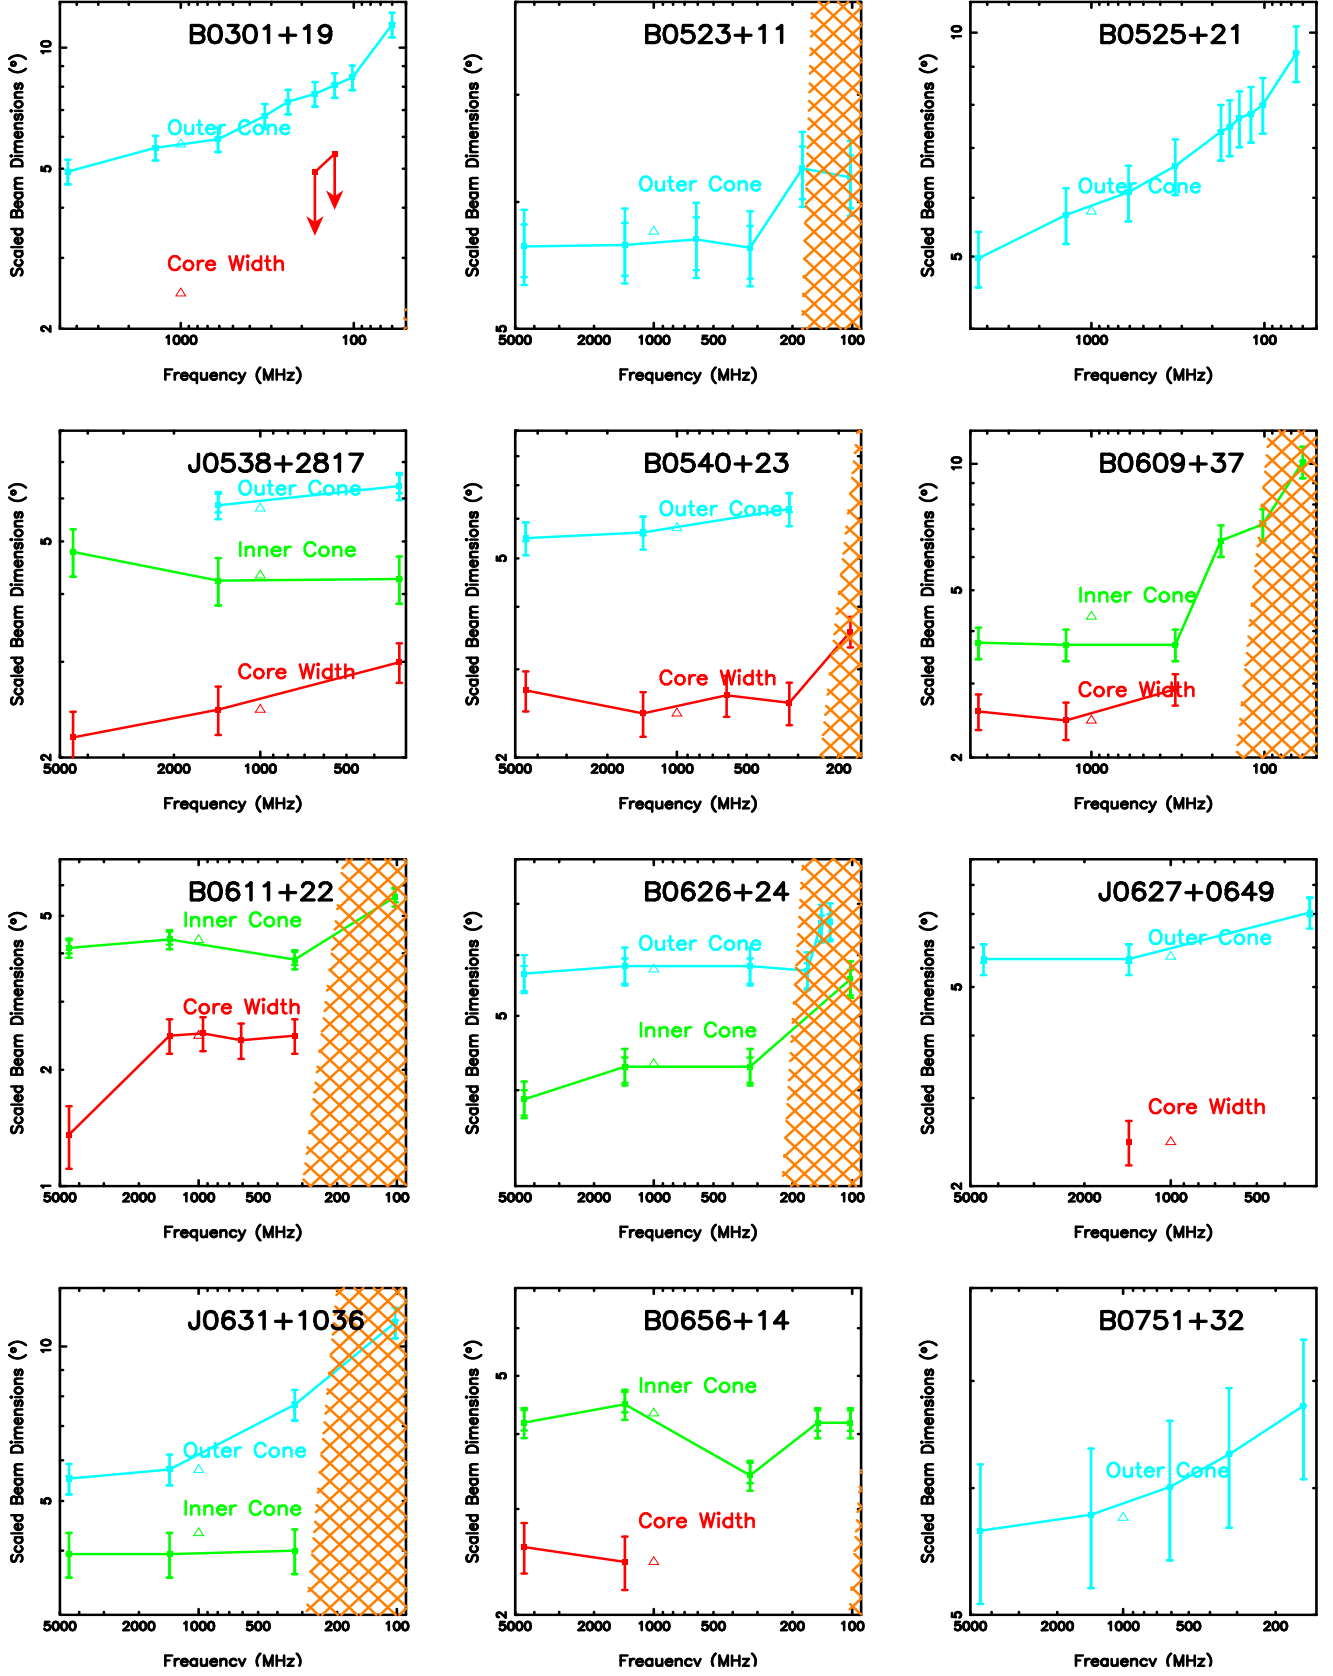 B0301+19
Scaled Beam Dimensions (°)
10
5
2
Outer Cone
Core Width
1000
100
Frequency (MHz)
B0523+11
Scaled Beam Dimensions (°)
5
Outer Cone
5000
2000
1000
500
200
100
Frequency (MHz)
B0525+21
Scaled Beam Dimensions (°)
10
5
Outer Cone
1000
100
Frequency (MHz)
J0538+2817
Scaled Beam Dimensions (°)
5
2
Outer Cone
Inner Cone
Core Width
5000
2000
1000
500
Frequency (MHz)
B0540+23
Scaled Beam Dimensions (°)
5
2
Outer Cone
Core Width
5000
2000
1000
500
200
Frequency (MHz)
B0609+37
Scaled Beam Dimensions (°)
10
5
2
Inner Cone
Core Width
1000
100
Frequency (MHz)
B0611+22
Scaled Beam Dimensions (°)
5
2
1
Inner Cone
Core Width
5000
2000
1000
500
200
100
Frequency (MHz)
B0626+24
Scaled Beam Dimensions (°)
5
Outer Cone
Inner Cone
5000
2000
1000
500
200
100
Frequency (MHz)
J0627+0649
Scaled Beam Dimensions (°)
5
2
Outer Cone
Core Width
5000
2000
1000
500
Frequency (MHz)
J0631+1036
Scaled Beam Dimensions (°)
10
5
Outer Cone
Inner Cone
5000
2000
1000
500
200
100
Frequency (MHz)
B0656+14
Scaled Beam Dimensions (°)
5
2
Inner Cone
Core Width
5000
2000
1000
500
200
100
Frequency (MHz)
B0751+32
Scaled Beam Dimensions (°)
5
Outer Cone
5000
2000
1000
500
200
Frequency (MHz)